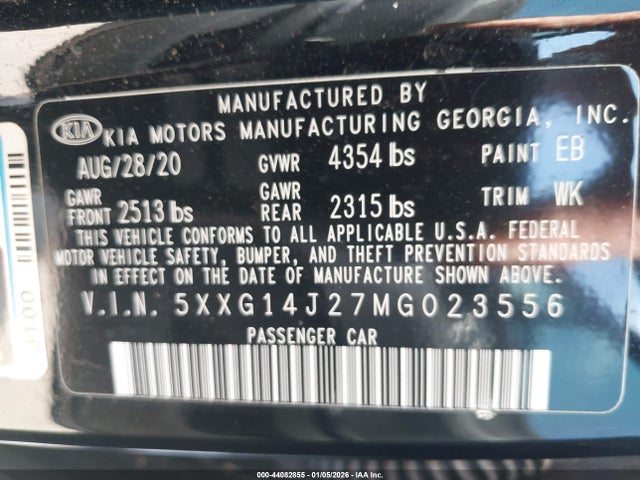 MANUFACTURED BY
KIA KIA MOTORS MANUFACTURING GEORGIA, INC.
AUG/28/20 GVWR 4354 lbs PAINT EB
GAWR FRONT 2513 lbs GAWR REAR 2315 lbs TRIM WK
THIS VEHICLE CONFORMS TO ALL APPLICABLE U.S.A. FEDERAL
MOTOR VEHICLE SAFETY, BUMPER, AND THEFT PREVENTION STANDARDS
IN EFFECT ON THE DATE OF MANUFACTURE SHOWN ABOVE.
V.I.N. 5XXG14J27MG023556
PASSENGER CAR
000-44082855 - 01/05/2026 - IAA Inc.